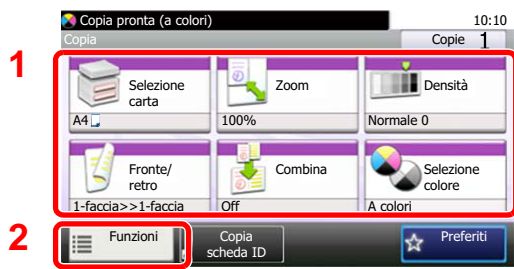 Copia pronta (a colori)
10:10
Copia
Copie 1
1
Selezione
carta
A4
Zoom
100%
Densità
Normale 0
Fronte/
retro
1-faccia>>1-faccia
Combina
Off
Selezione
colore
A colori
2
Funzioni
Copia
scheda ID
Preferiti